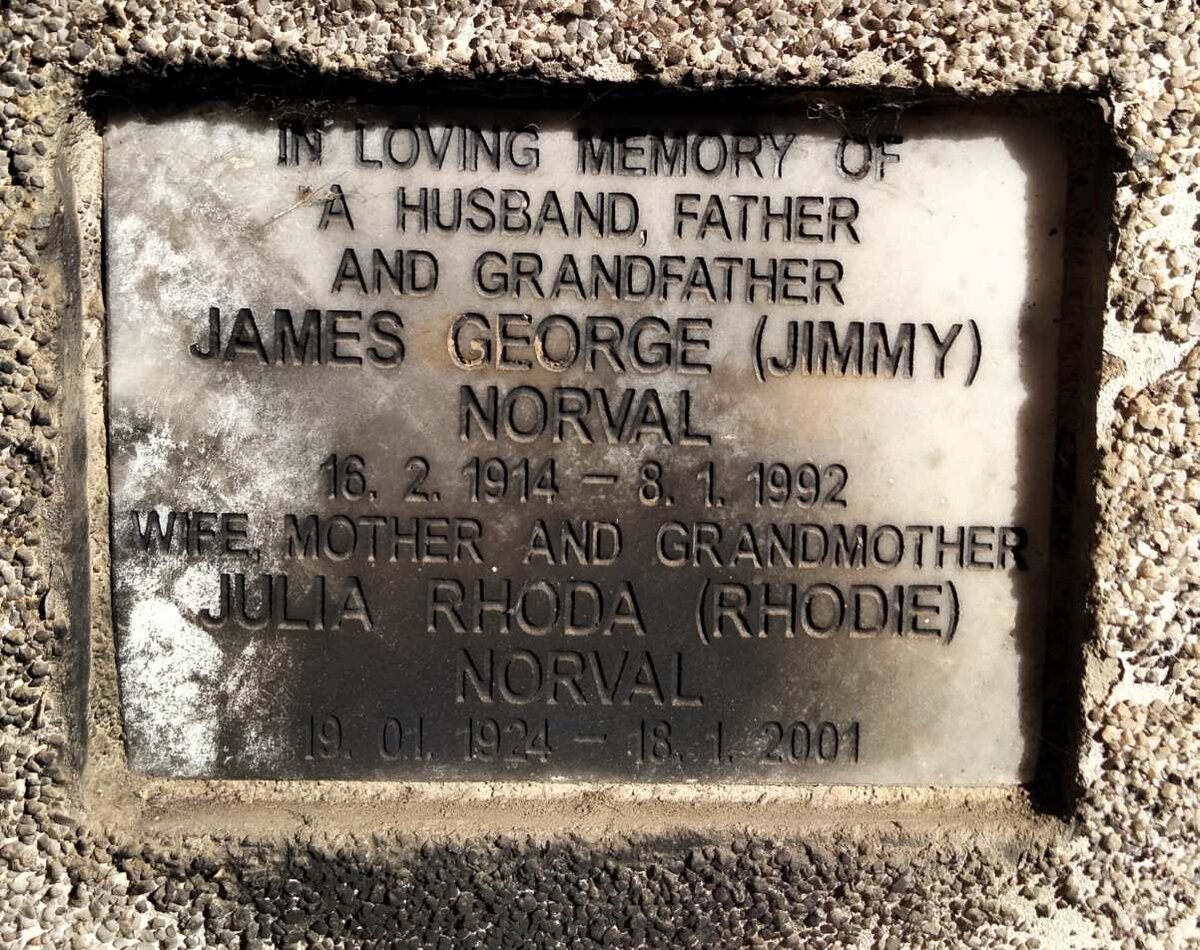 IN LOVING MEMORY OF
A HUSBAND, FATHER
AND GRANDFATHER
JAMES GEORGE (JIMMY)
NORVAL
16. 2. 1914 – 8. 1. 1992
WIFE, MOTHER AND GRANDMOTHER
JULIA RHODA (RHODIE)
NORVAL
19. 01. 1924 – 18. 1. 2001